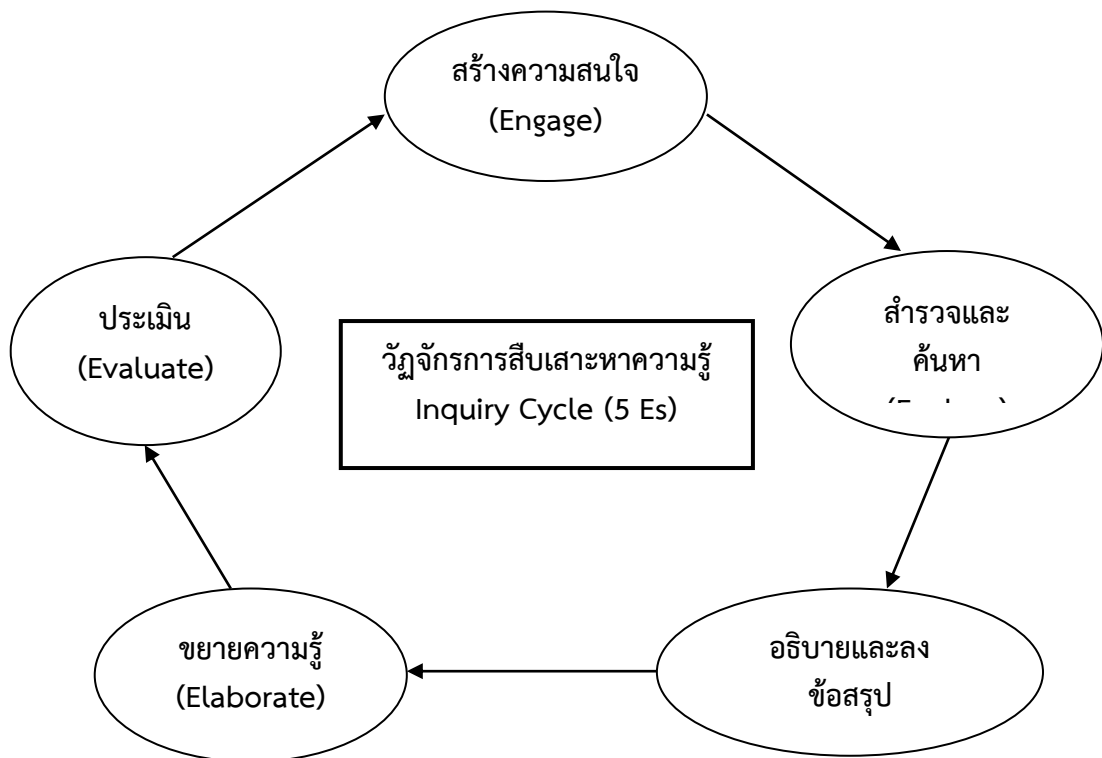 สร้างความสนใจ
(Engage)
สำรวจและ
ค้นหา
อธิบายและลง
ข้อสรุป
ขยายความรู้
(Elaborate)
ประเมิน
(Evaluate)
วัฏจักรการสืบเสาะหาความรู้
Inquiry Cycle (5 Es)